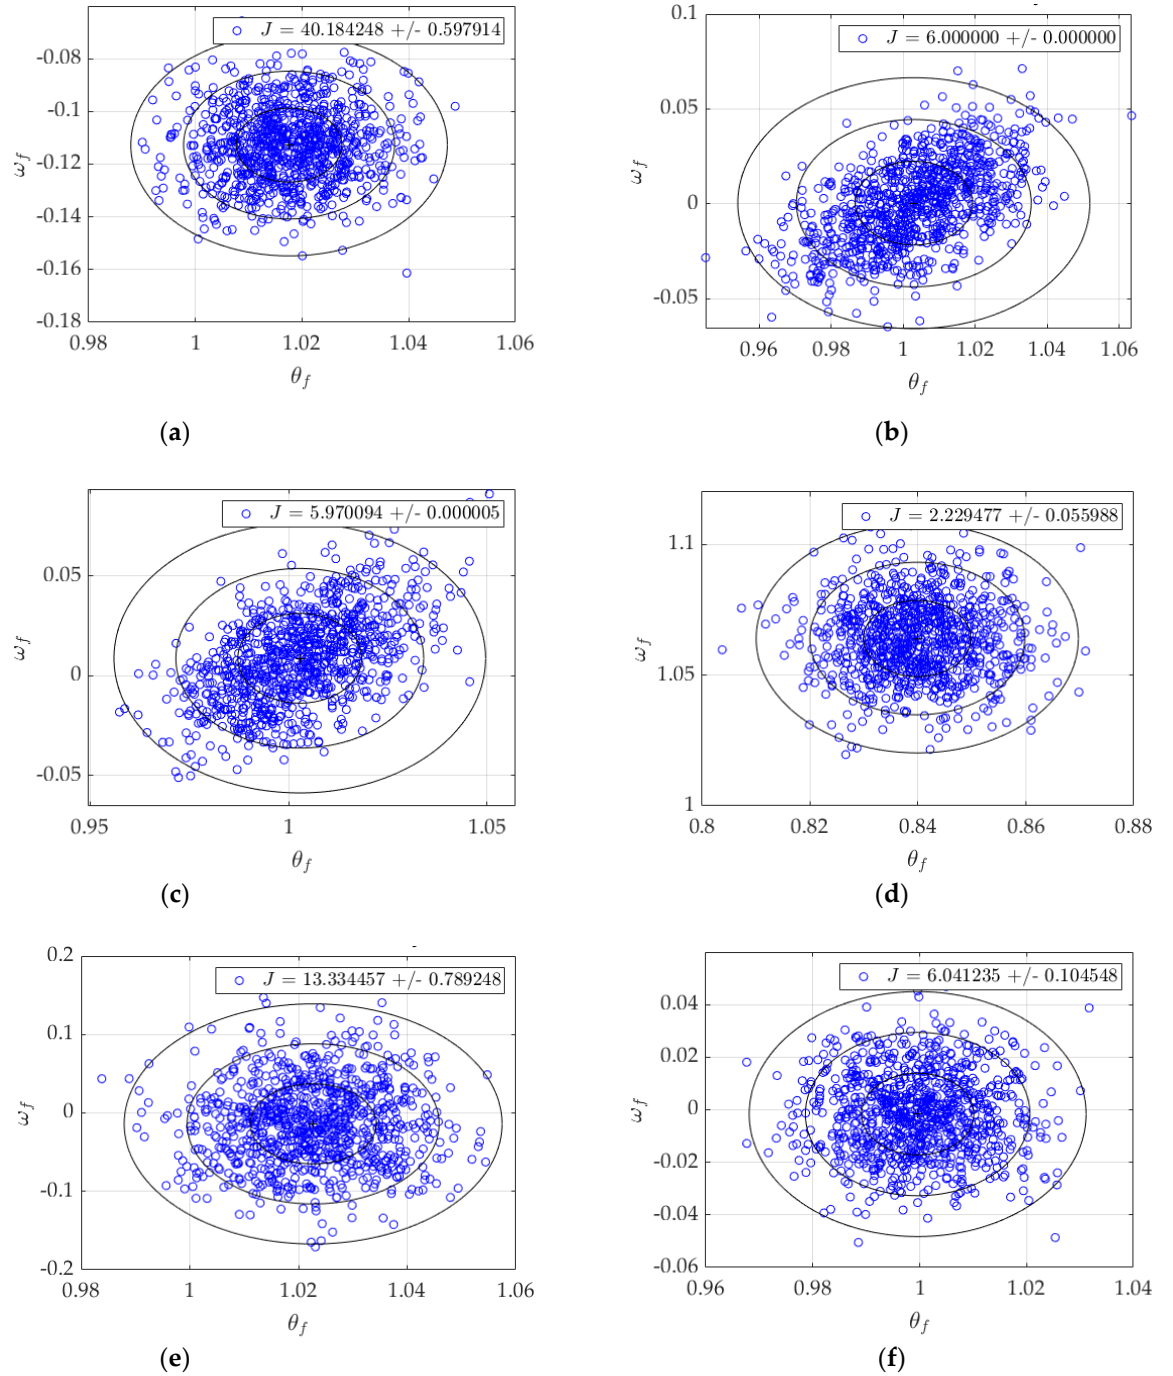 J = 40.184248 +/- 0.597914
-0.08
-0.1
-0.12
-0.14
-0.16
-0.18
ω_f
0.98 1 1.02 1.04 1.06
θ_f
(a)
J = 6.000000 +/- 0.000000
0.1
0.05
0
-0.05
ω_f
0.96 0.98 1 1.02 1.04 1.06
θ_f
(b)
J = 5.970094 +/- 0.000005
0.05
0
-0.05
ω_f
0.95 1 1.05
θ_f
(c)
J = 2.229477 +/- 0.055988
1.1
1.05
1
ω_f
0.8 0.82 0.84 0.86 0.88
θ_f
(d)
J = 13.334457 +/- 0.789248
0.2
0.1
0
-0.1
-0.2
ω_f
0.98 1 1.02 1.04 1.06
θ_f
(e)
J = 6.041235 +/- 0.104548
0.04
0.02
0
-0.02
-0.04
-0.06
ω_f
0.96 0.98 1 1.02 1.04
θ_f
(f)